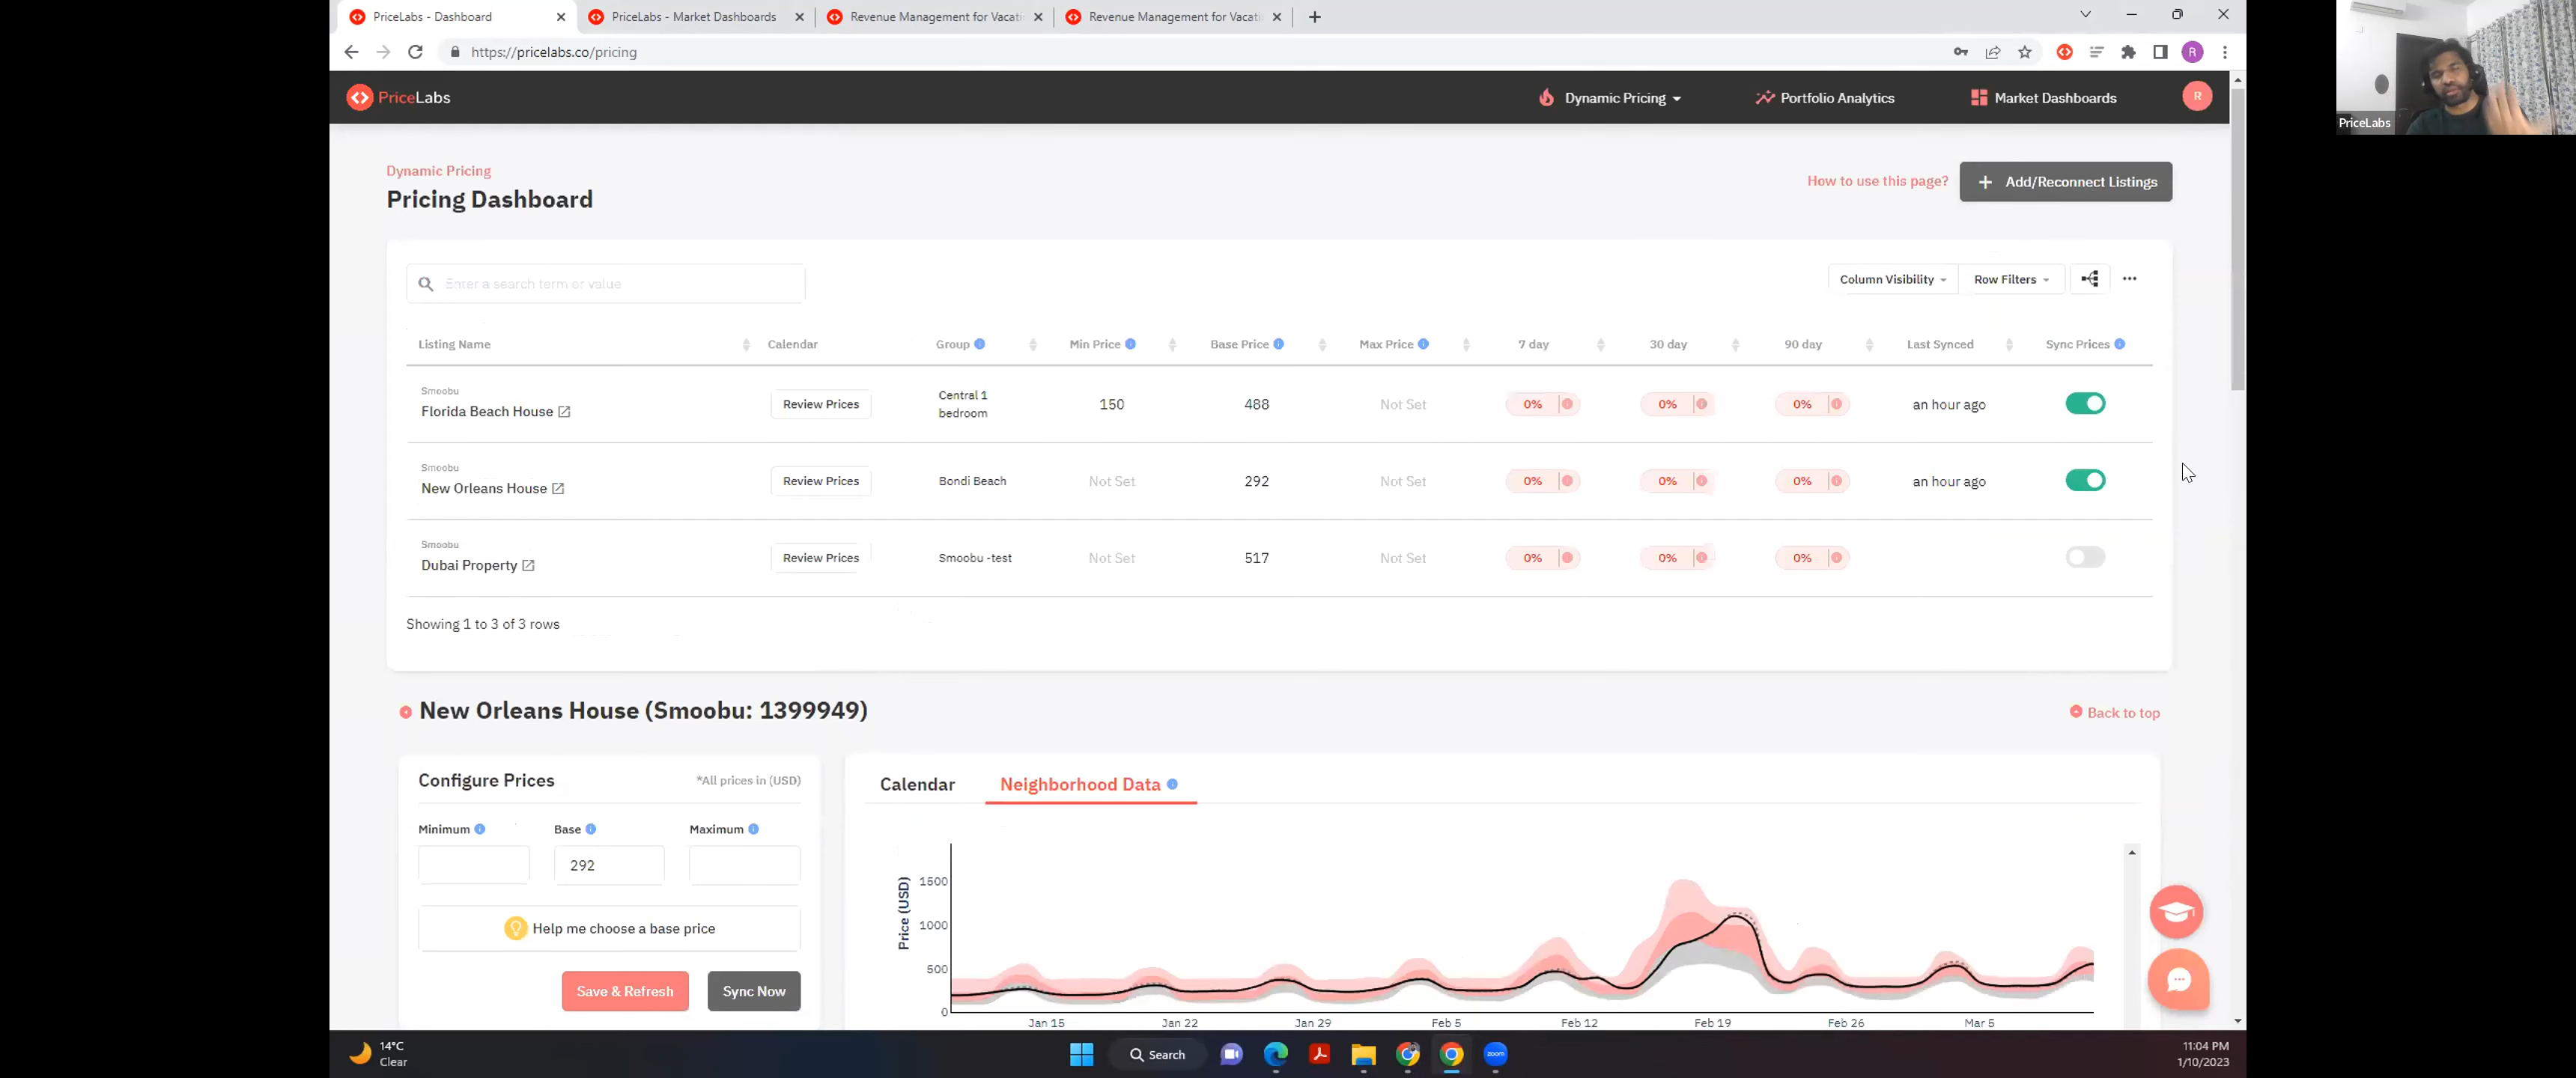 PriceLabs - Dashboard
PriceLabs - Market Dashboards
Revenue Management for Vacati
Revenue Management for Vacati
https://pricelabs.co/pricing
R
PriceLabs
PriceLabs
Dynamic Pricing
Portfolio Analytics
Market Dashboards
R
Dynamic Pricing
Pricing Dashboard
How to use this page?
+ Add/Reconnect Listings
Enter a search term or value
Column Visibility
Row Filters
Listing Name Calendar Group Min Price Base Price Max Price 7 day 30 day 90 day Last Synced Sync Prices
Smoobu
Florida Beach House
Review Prices
Central 1
bedroom
150 488 Not Set 0% 0% 0% an hour ago
Smoobu
New Orleans House
Review Prices Bondi Beach Not Set 292 Not Set 0% 0% 0% an hour ago
Smoobu
Dubai Property
Review Prices Smoobu -test Not Set 517 Not Set 0% 0% 0%
Showing 1 to 3 of 3 rows
New Orleans House (Smoobu: 1399949)
Back to top
Configure Prices *All prices in (USD)
Minimum Base Maximum
292
Help me choose a base price
Save & Refresh Sync Now
Calendar Neighborhood Data
Price (USD)
1500
1000
500
0
Jan 15 Jan 22 Jan 29 Feb 5 Feb 12 Feb 19 Feb 26 Mar 5
14°C
Clear
Search
zoom
11:04 PM
1/10/2023